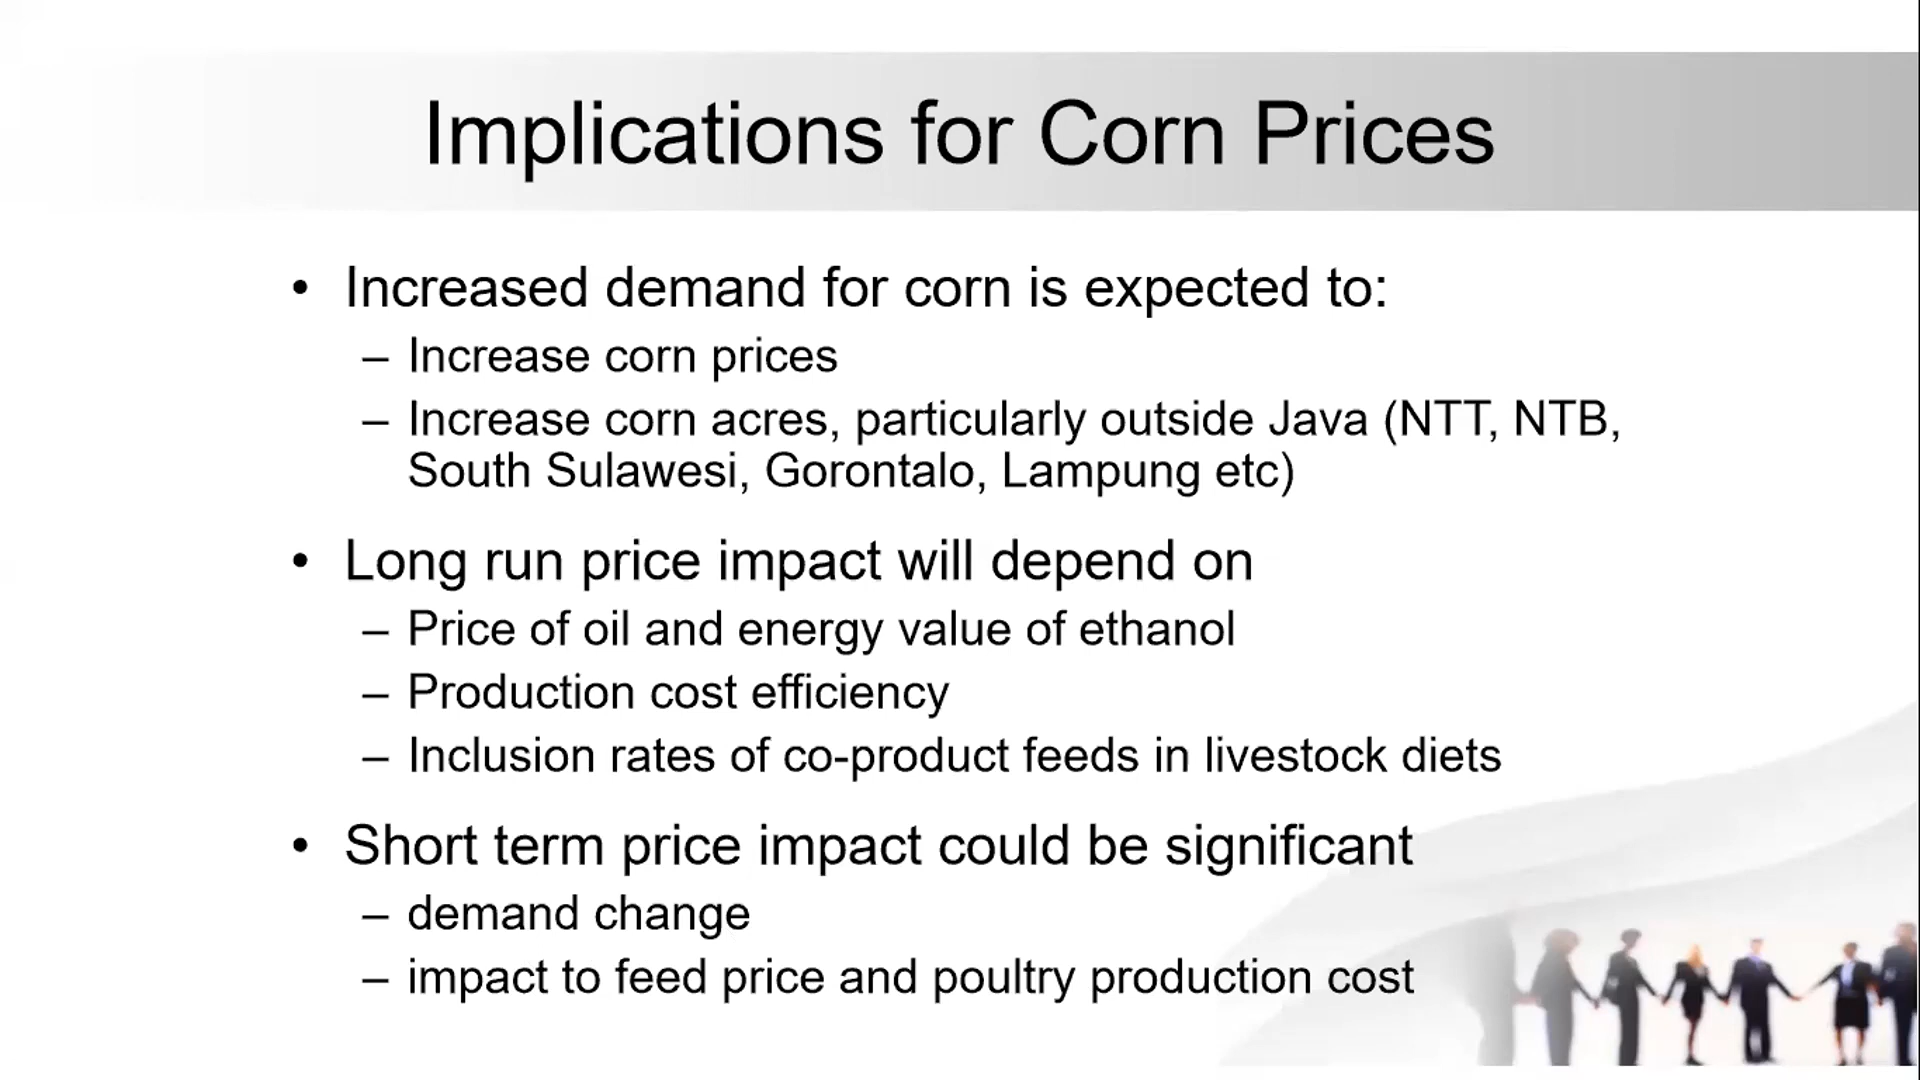 Implications for Corn Prices
• Increased demand for corn is expected to:
– Increase corn prices
– Increase corn acres, particularly outside Java (NTT, NTB,
South Sulawesi, Gorontalo, Lampung etc)
• Long run price impact will depend on
– Price of oil and energy value of ethanol
– Production cost efficiency
– Inclusion rates of co-product feeds in livestock diets
• Short term price impact could be significant
– demand change
– impact to feed price and poultry production cost